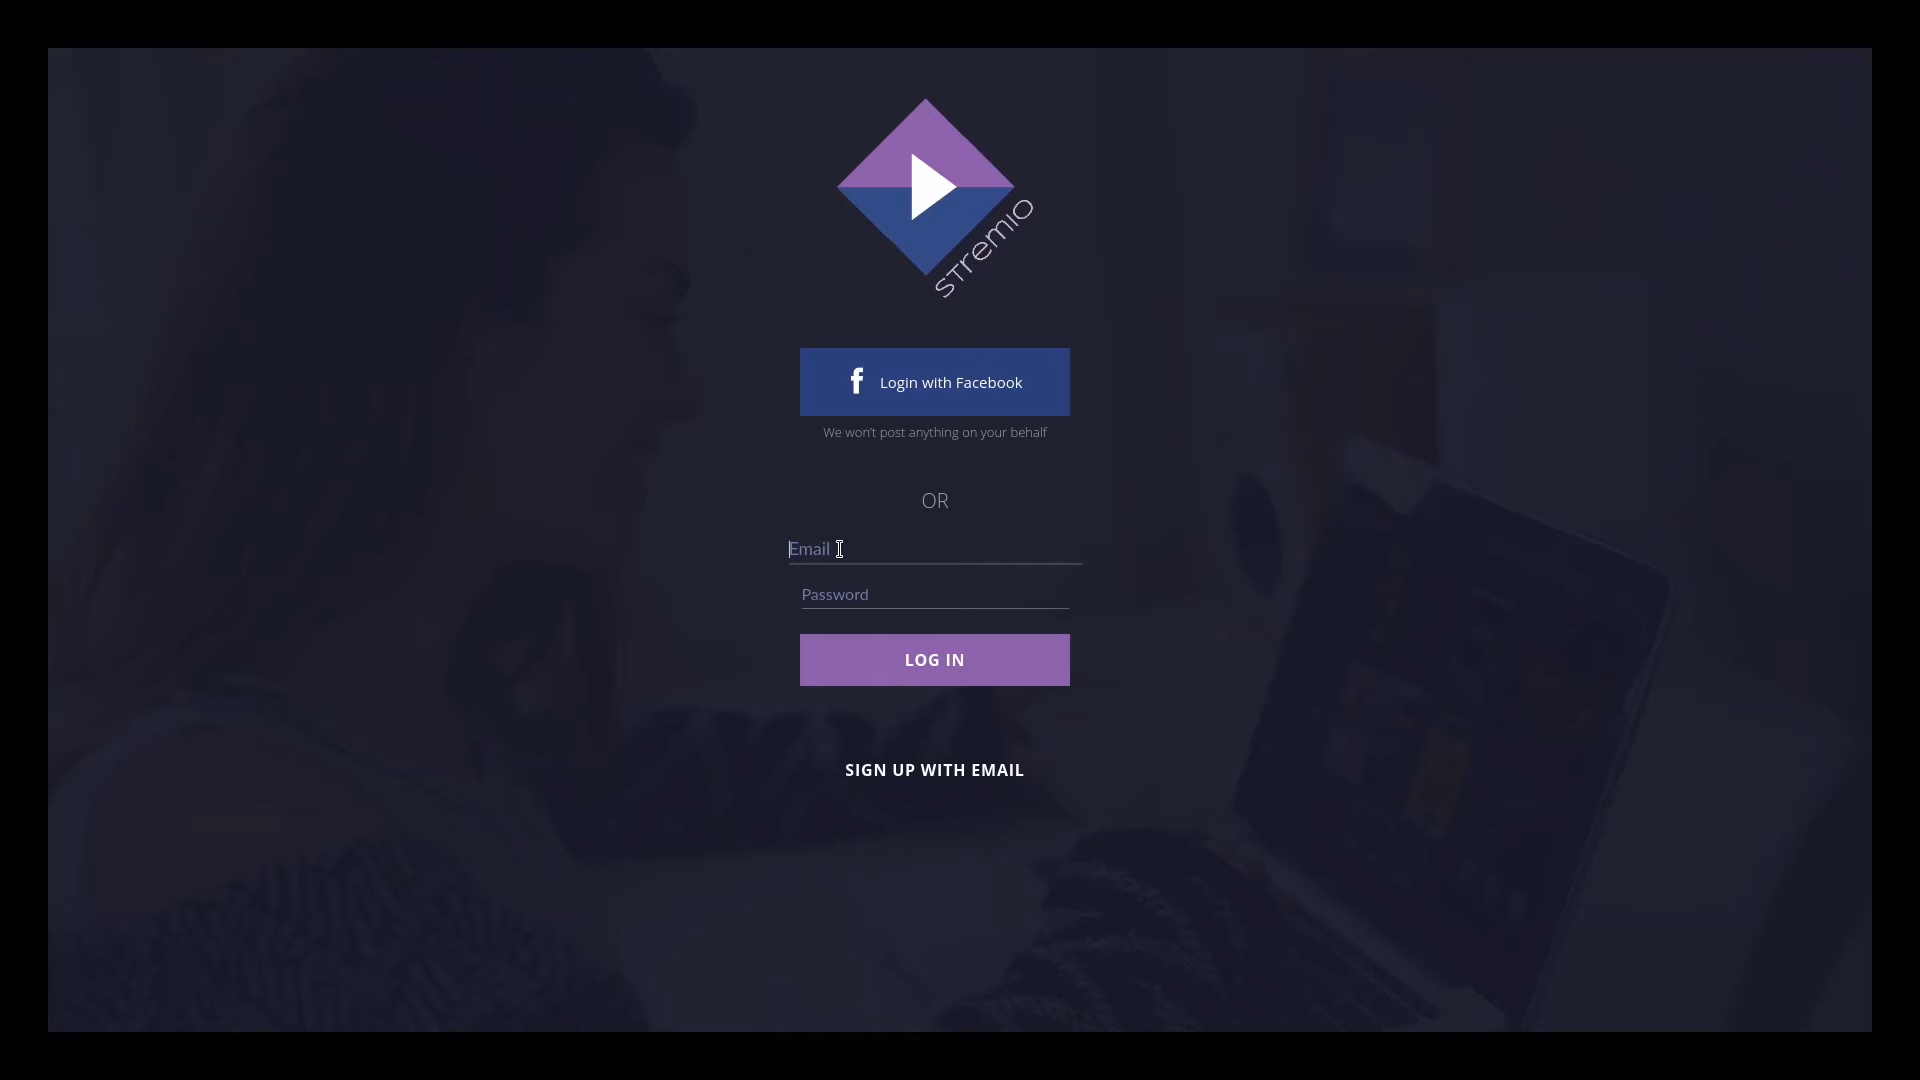 STremIO
Login with Facebook
We won't post anything on your behalf
OR
Email
Password
LOG IN
SIGN UP WITH EMAIL